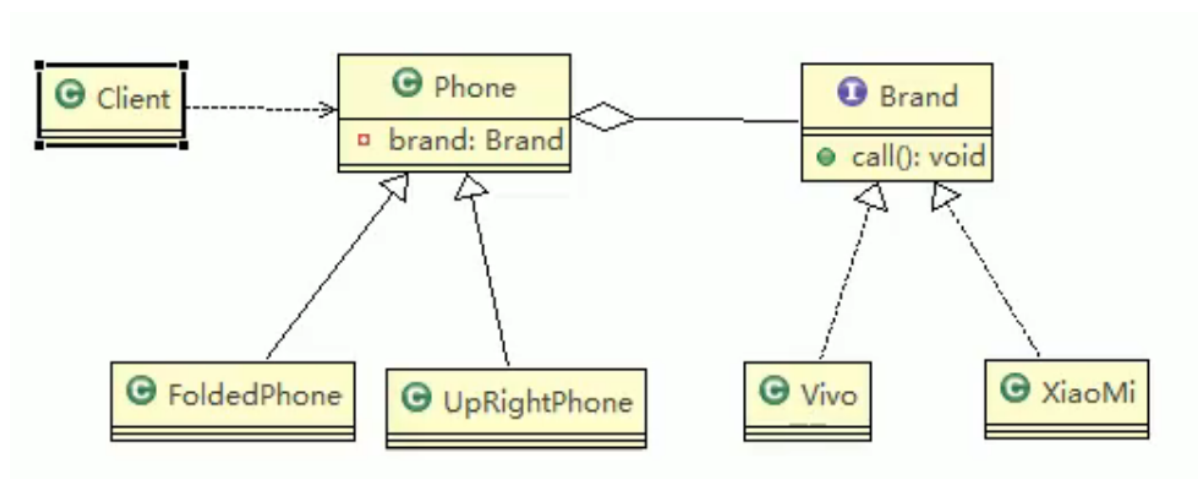 Client
Phone
brand: Brand
Brand
call(): void
FoldedPhone
UpRightPhone
Vivo
XiaoMi